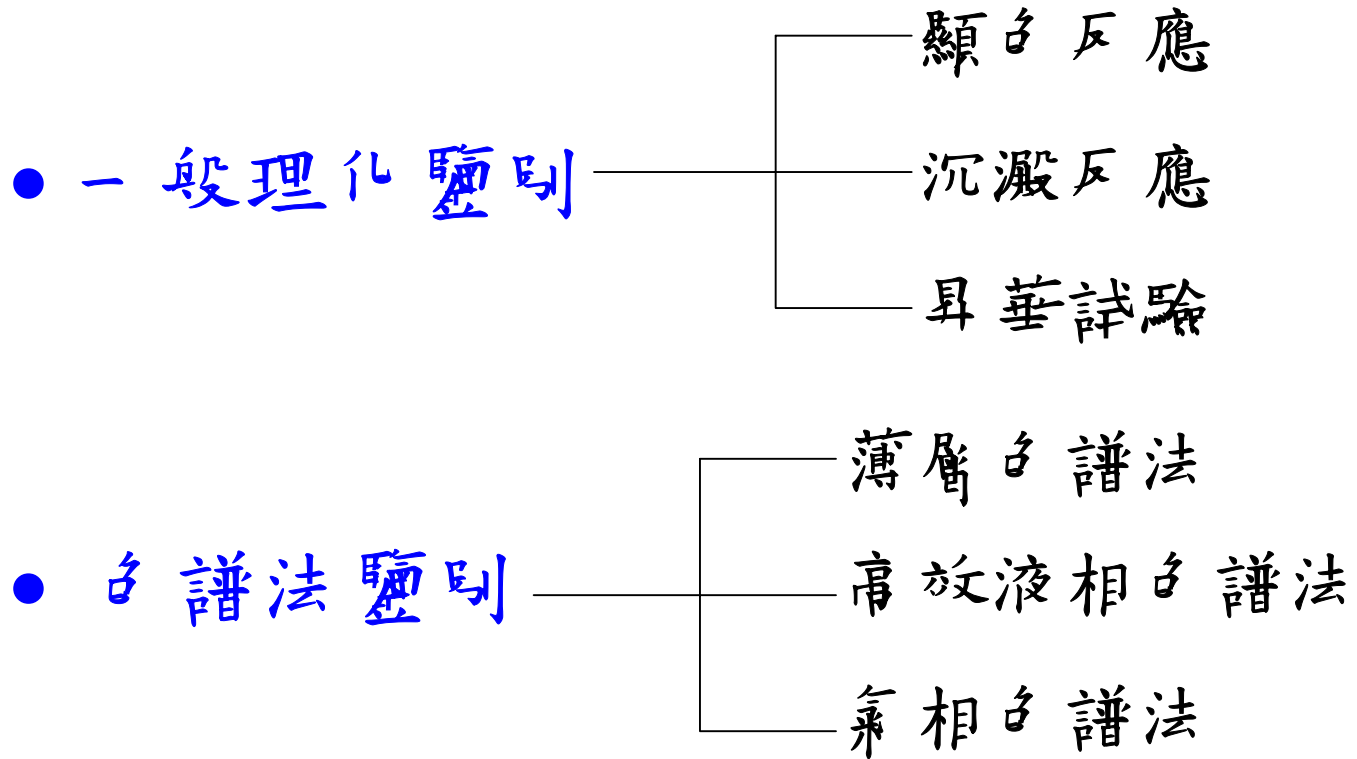 一般理化鑒別
顯色反應
沉澱反應
昇華試驗
色譜法鑒別
薄層色譜法
高效液相色譜法
氣相色譜法